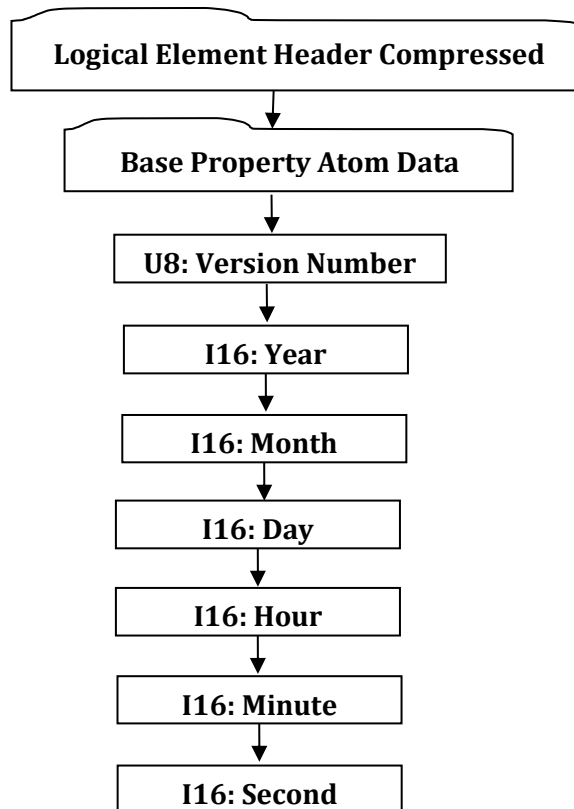 Logical Element Header Compressed
Base Property Atom Data
U8: Version Number
I16: Year
I16: Month
I16: Day
I16: Hour
I16: Minute
I16: Second